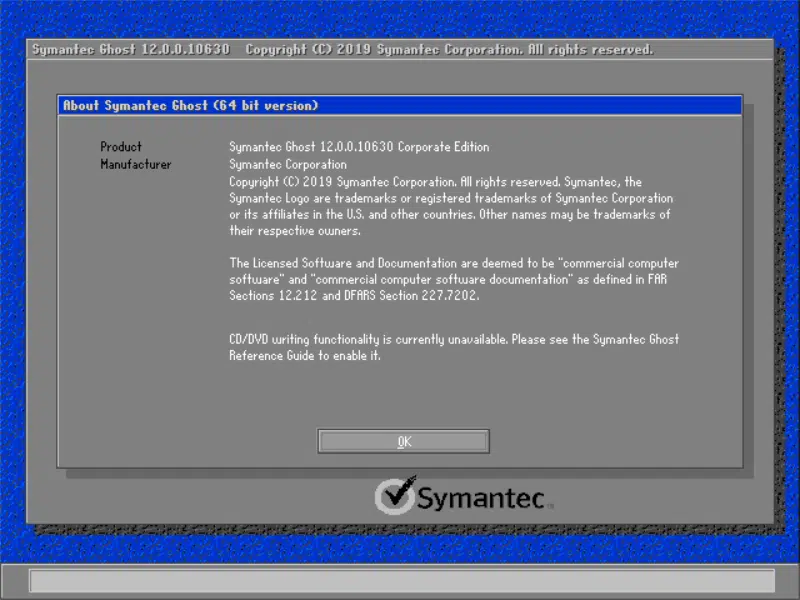 Symantec Ghost 12.0.0.10630 Copyright (C) 2019 Symantec Corporation. All rights reserved.
About Symantec Ghost (64 bit version)
Product Symantec Ghost 12.0.0.10630 Corporate Edition
Manufacturer Symantec Corporation
Copyright (C) 2019 Symantec Corporation. All rights reserved. Symantec, the
Symantec Logo are trademarks or registered trademarks of Symantec Corporation
or its affiliates in the U.S. and other countries. Other names may be trademarks of
their respective owners.
The Licensed Software and Documentation are deemed to be "commercial computer
software" and "commercial computer software documentation" as defined in FAR
Sections 12.212 and DFARS Section 227.7202.
CD/DVD writing functionality is currently unavailable. Please see the Symantec Ghost
Reference Guide to enable it.
OK
Symantec